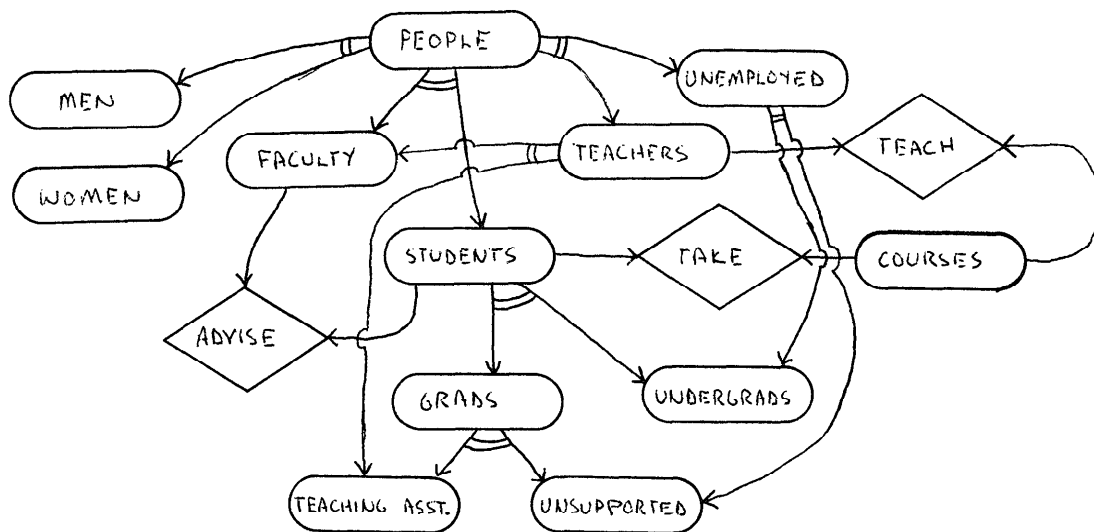 PEOPLE
MEN
UNEMPLOYED
FACULTY
TEACHERS
TEACH
WOMEN
STUDENTS
TAKE
COURSES
ADVISE
GRADS
UNDERGRADS
TEACHING ASST.
UNSUPPORTED